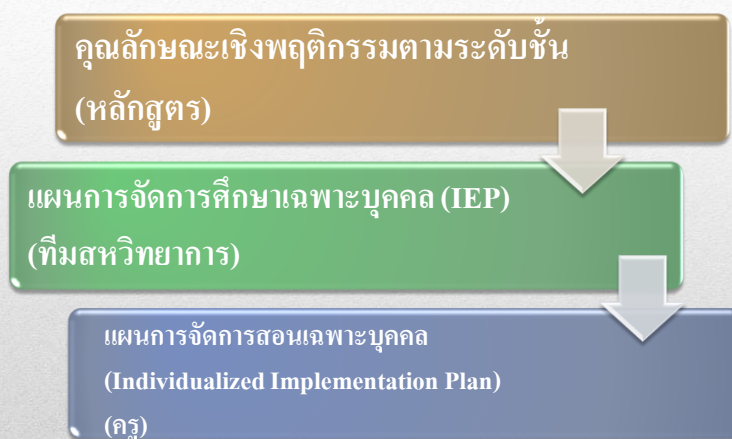 คุณลักษณะเชิงพฤติกรรมตามระดับชั้น
(หลักสูตร)
แผนการจัดการศึกษาเฉพาะบุคคล (IEP)
(ทีมสหวิทยาการ)
แผนการจัดการสอนเฉพาะบุคคล
(Individualized Implementation Plan)
(ครู)